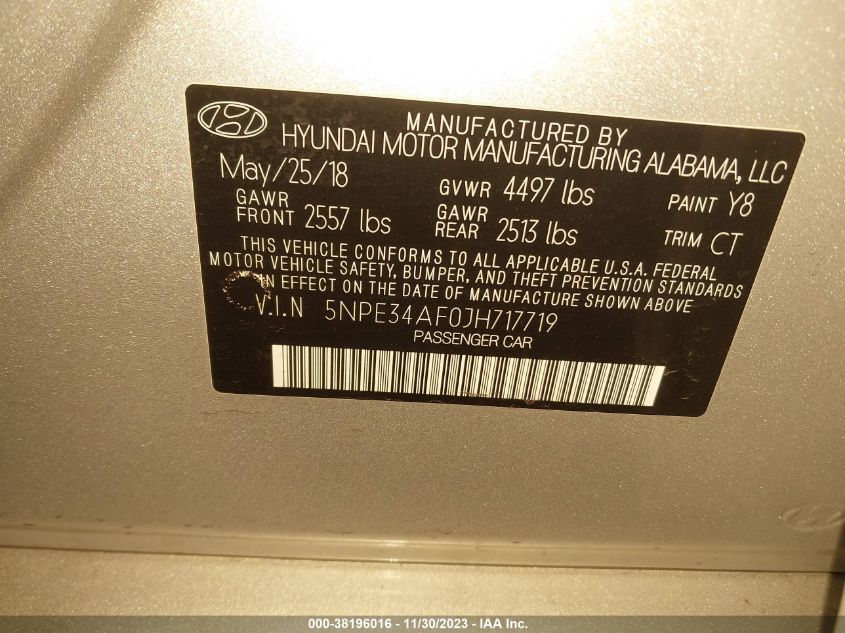 MANUFACTURED BY
HYUNDAI MOTOR MANUFACTURING ALABAMA, LLC
May/25/18 GVWR 4497 lbs PAINT Y8
GAWR FRONT 2557 lbs GAWR REAR 2513 lbs TRIM CT
THIS VEHICLE CONFORMS TO ALL APPLICABLE U.S.A. FEDERAL
MOTOR VEHICLE SAFETY, BUMPER, AND THEFT PREVENTION STANDARDS
IN EFFECT ON THE DATE OF MANUFACTURE SHOWN ABOVE
V.I.N 5NPE34AF0JH717719
PASSENGER CAR
000-38196016 - 11/30/2023 - IAA Inc.